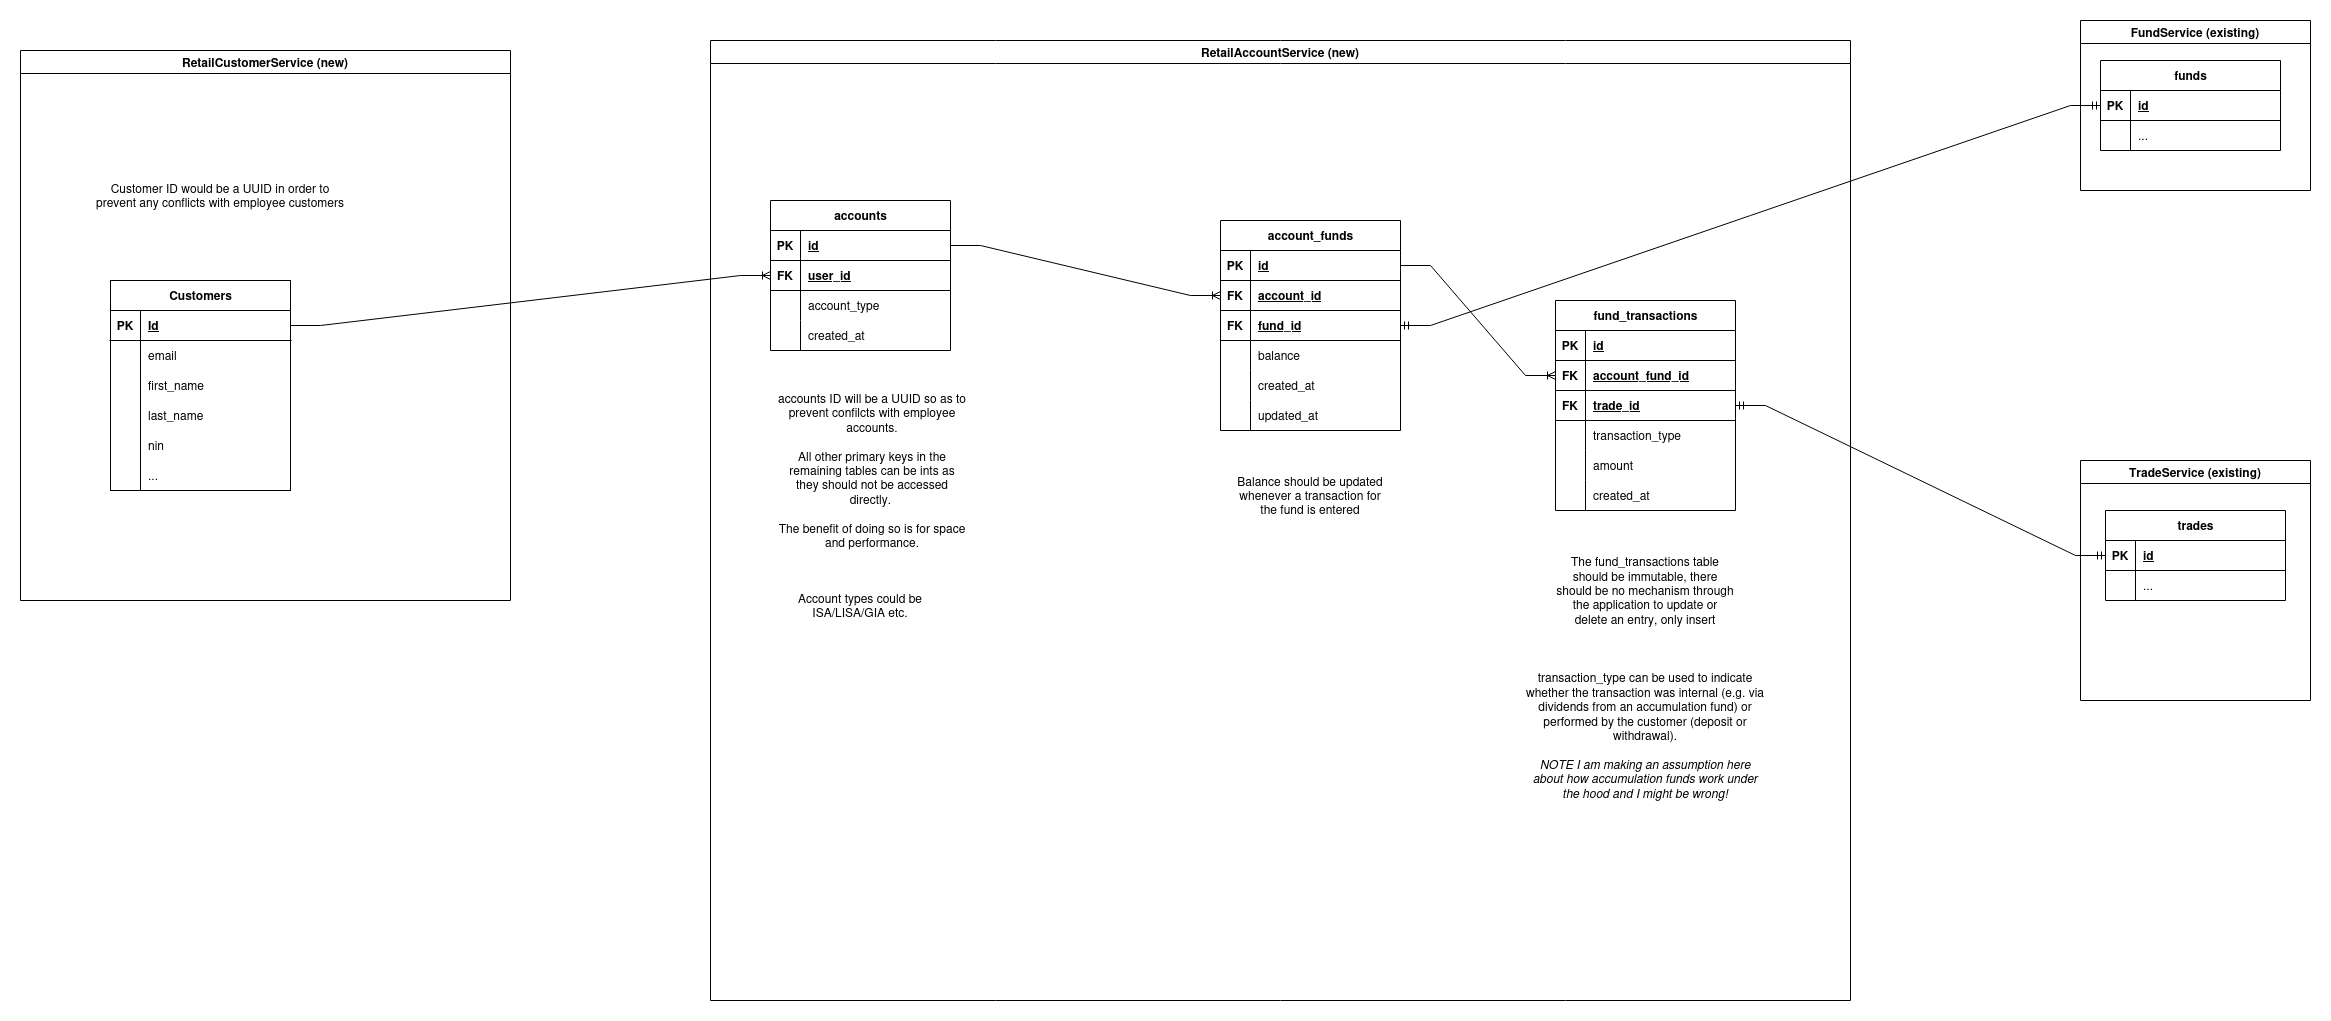 RetailCustomerService (new)
Customer ID would be a UUID in order to
prevent any conflicts with employee customers
Customers
PK Id
email
first_name
last_name
nin
...
RetailAccountService (new)
accounts
PK id
FK user_id
account_type
created_at
accounts ID will be a UUID so as to
prevent confilcts with employee
accounts.
All other primary keys in the
remaining tables can be ints as
they should not be accessed
directly.
The benefit of doing so is for space
and performance.
Account types could be
ISA/LISA/GIA etc.
account_funds
PK id
FK account_id
FK fund_id
balance
created_at
updated_at
Balance should be updated
whenever a transaction for
the fund is entered
fund_transactions
PK id
FK account_fund_id
FK trade_id
transaction_type
amount
created_at
The fund_transactions table
should be immutable, there
should be no mechanism through
the application to update or
delete an entry, only insert
transaction_type can be used to indicate
whether the transaction was internal (e.g. via
dividends from an accumulation fund) or
performed by the customer (deposit or
withdrawal).
NOTE I am making an assumption here
about how accumulation funds work under
the hood and I might be wrong!
FundService (existing)
funds
PK id
...
TradeService (existing)
trades
PK id
...